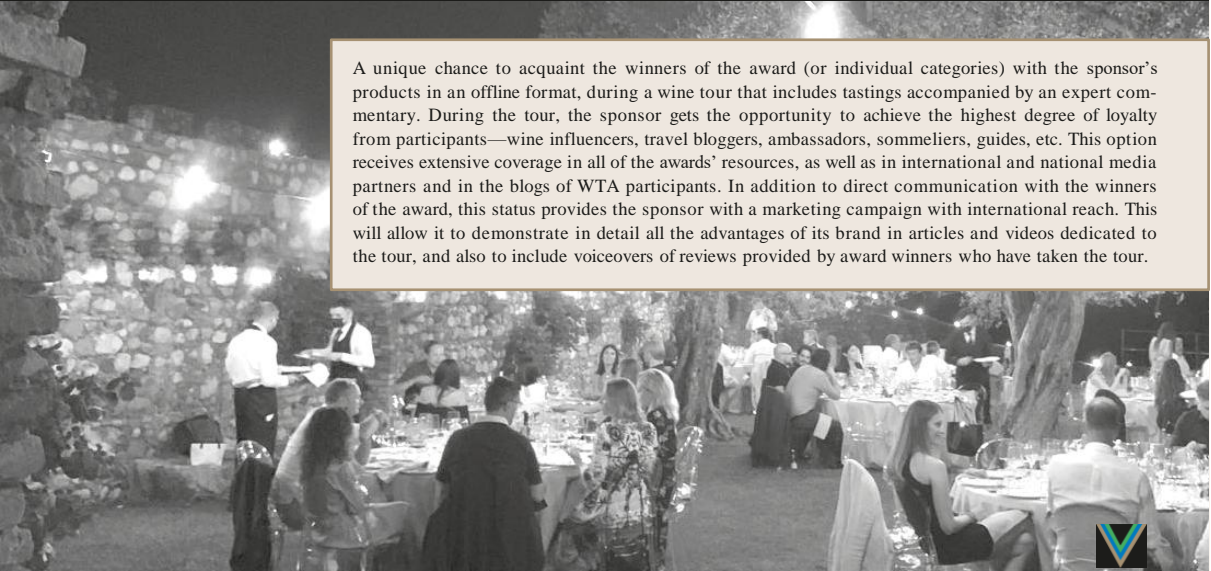 A unique chance to acquaint the winners of the award (or individual categories) with the sponsor’s
products in an offline format, during a wine tour that includes tastings accompanied by an expert com-
mentary. During the tour, the sponsor gets the opportunity to achieve the highest degree of loyalty
from participants—wine influencers, travel bloggers, ambassadors, sommeliers, guides, etc. This option
receives extensive coverage in all of the awards’ resources, as well as in international and national media
partners and in the blogs of WTA participants. In addition to direct communication with the winners
of the award, this status provides the sponsor with a marketing campaign with international reach. This
will allow it to demonstrate in detail all the advantages of its brand in articles and videos dedicated to
the tour, and also to include voiceovers of reviews provided by award winners who have taken the tour.